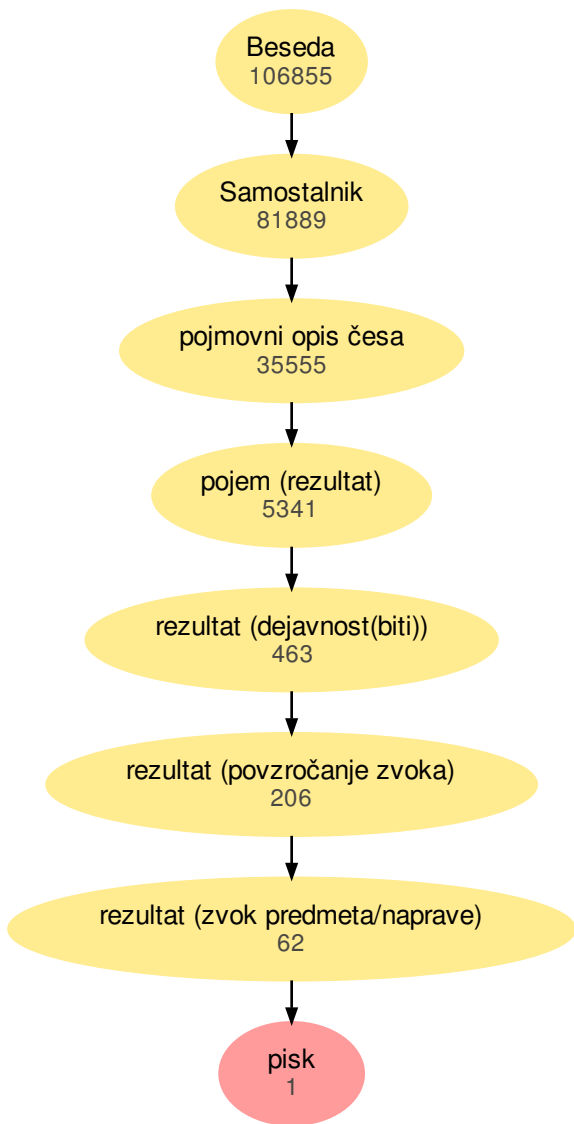 Beseda
106855
Samostalnik
81889
pojmovni opis česa
35555
pojem (rezultat)
5341
rezultat (dejavnost(biti))
463
rezultat (povzročanje zvoka)
206
rezultat (zvok predmeta/naprave)
62
pisk
1